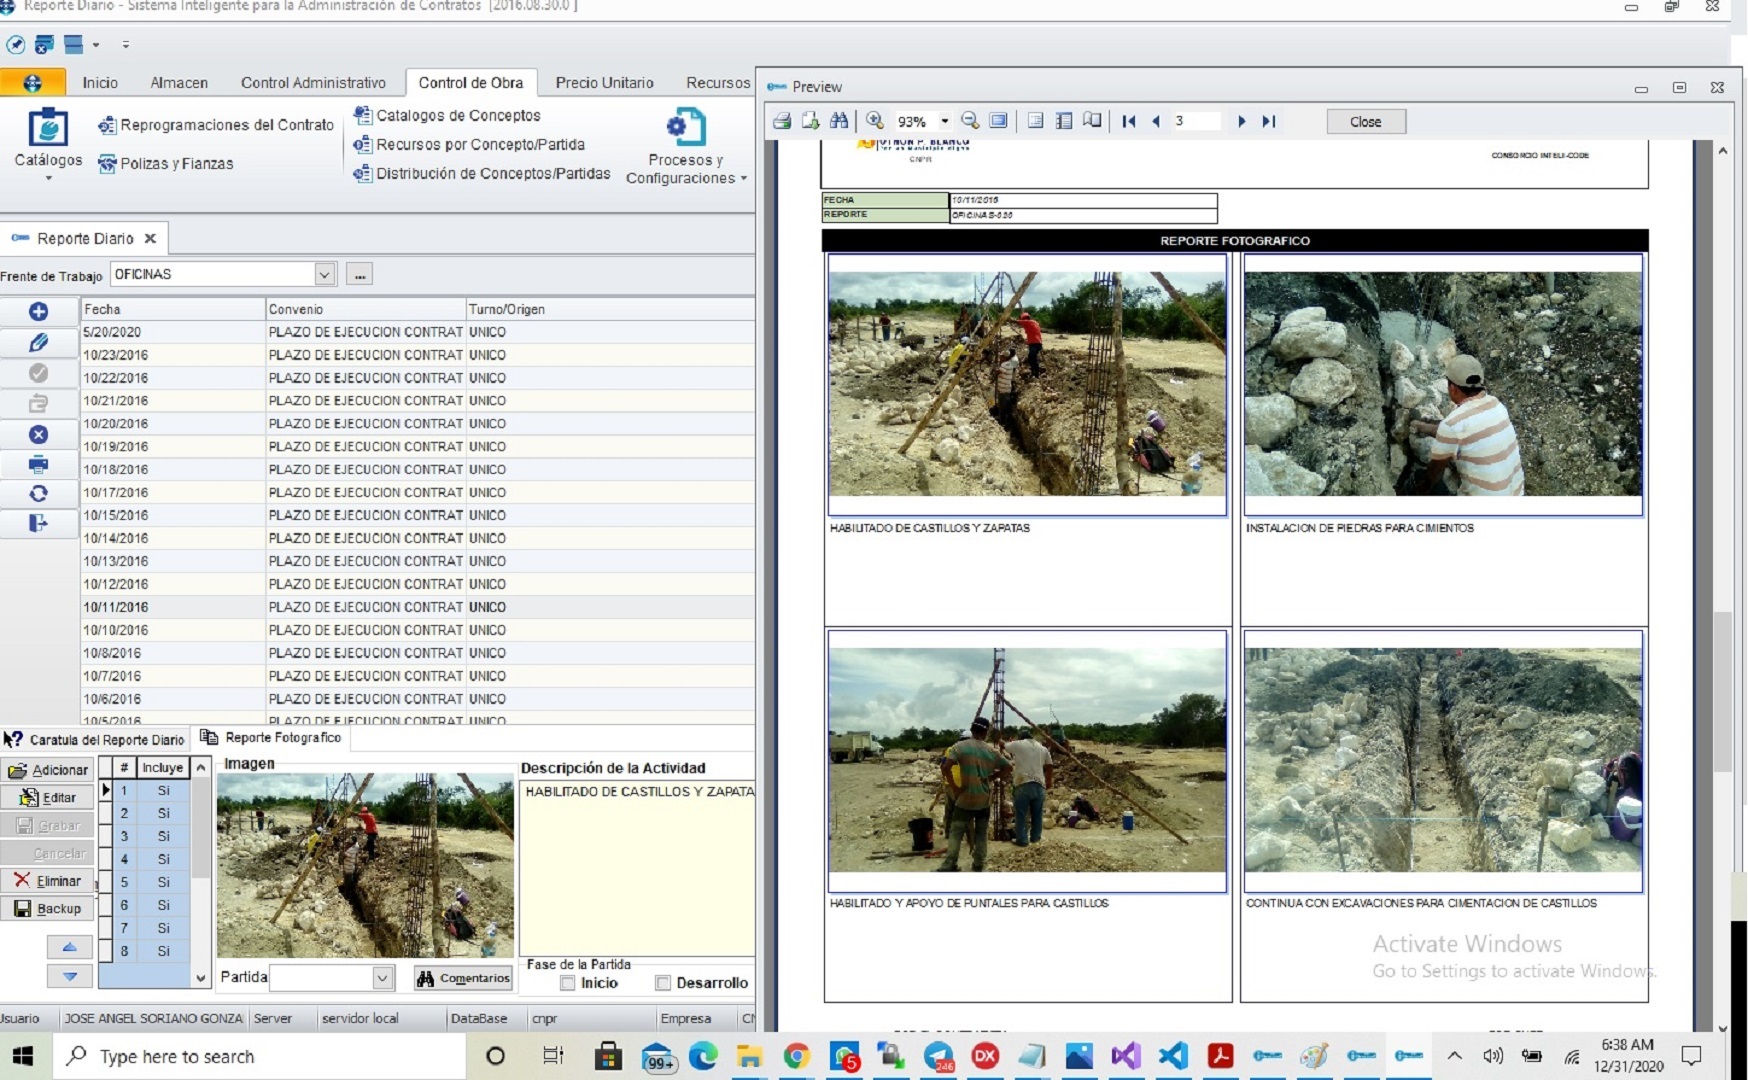 Reporte Diario - Sistema Inteligente para la Administración de Contratos [2016.08.30.0 ]
Inicio
Almacen
Control Administrativo
Control de Obra
Precio Unitario
Recursos
Catálogos
Reprogramaciones del Contrato
Polizas y Fianzas
Catalogos de Conceptos
Recursos por Concepto/Partida
Distribución de Conceptos/Partidas
Procesos y
Configuraciones
Reporte Diario
Frente de Trabajo OFICINAS ...
Fecha Convenio Turno/Origen
5/20/2020 PLAZO DE EJECUCION CONTRAT UNICO
10/23/2016 PLAZO DE EJECUCION CONTRAT UNICO
10/22/2016 PLAZO DE EJECUCION CONTRAT UNICO
10/21/2016 PLAZO DE EJECUCION CONTRAT UNICO
10/20/2016 PLAZO DE EJECUCION CONTRAT UNICO
10/19/2016 PLAZO DE EJECUCION CONTRAT UNICO
10/18/2016 PLAZO DE EJECUCION CONTRAT UNICO
10/17/2016 PLAZO DE EJECUCION CONTRAT UNICO
10/15/2016 PLAZO DE EJECUCION CONTRAT UNICO
10/14/2016 PLAZO DE EJECUCION CONTRAT UNICO
10/13/2016 PLAZO DE EJECUCION CONTRAT UNICO
10/12/2016 PLAZO DE EJECUCION CONTRAT UNICO
10/11/2016 PLAZO DE EJECUCION CONTRAT UNICO
10/10/2016 PLAZO DE EJECUCION CONTRAT UNICO
10/8/2016 PLAZO DE EJECUCION CONTRAT UNICO
10/7/2016 PLAZO DE EJECUCION CONTRAT UNICO
10/6/2016 PLAZO DE EJECUCION CONTRAT UNICO
10/5/2016 PLAZO DE EJECUCION CONTRAT UNICO
Caratula del Reporte Diario
Reporte Fotografico
Adicionar
Editar
Grabar
Cancelar
Eliminar
Backup
# Incluye
1 Si
2 Si
3 Si
4 Si
5 Si
6 Si
7 Si
8 Si
Imagen
Partida
Comentarios
Descripción de la Actividad
HABILITADO DE CASTILLOS Y ZAPATA
Fase de la Partida
Inicio
Desarrollo
Usuario JOSE ANGEL SORIANO GONZA Server servidor local DataBase cnpr Empresa
Preview
93%
3
Close
OTHON P. BLANCO
CNPR
CONSORCIO INTELI-CODE
FECHA 10/11/2016
REPORTE
REPORTE FOTOGRAFICO
HABILITADO DE CASTILLOS Y ZAPATAS
INSTALACION DE PIEDRAS PARA CIMIENTOS
HABILITADO Y APOYO DE PUNTALES PARA CASTILLOS
CONTINUA CON EXCAVACIONES PARA CIMENTACION DE CASTILLOS
Activate Windows
Go to Settings to activate Windows.
Type here to search
99+
5
246
DX
6:38 AM
12/31/2020